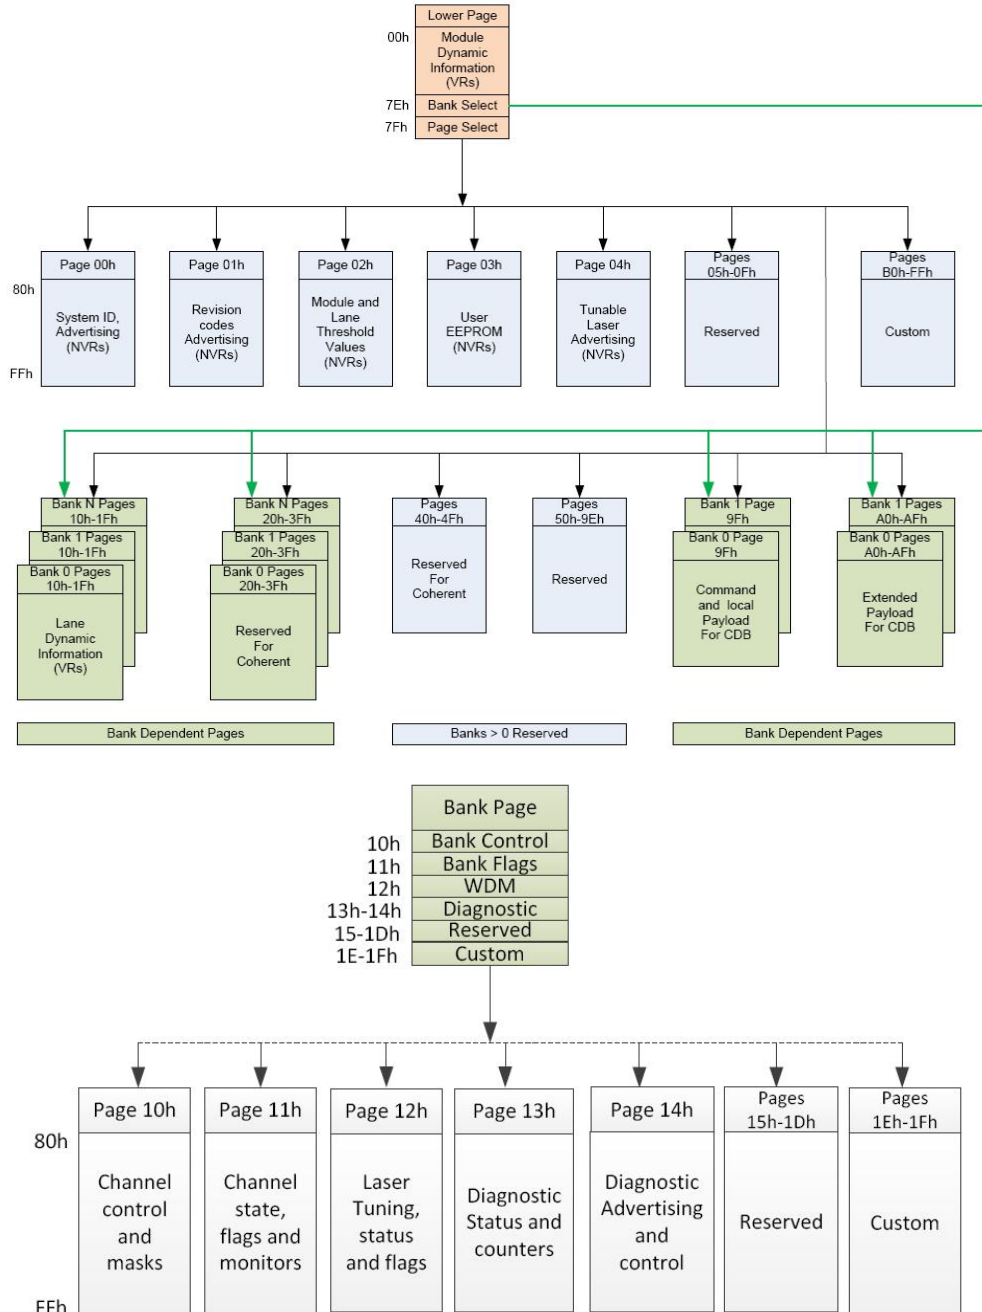 Lower Page
00h
Module
Dynamic
Information
(VRs)
7Eh
Bank Select
7Fh
Page Select
Page 00h
Page 01h
Page 02h
Page 03h
Page 04h
Pages
05h-0Fh
Pages
B0h-FFh
80h
System ID,
Advertising
(NVRs)
Revision
codes
Advertising
(NVRs)
Module and
Lane
Threshold
Values
(NVRs)
User
EEPROM
(NVRs)
Tunable
Laser
Advertising
(NVRs)
Reserved
Custom
FFh
Bank N Pages
10h-1Fh
Bank 1 Pages
10h-1Fh
Bank 0 Pages
10h-1Fh
Lane
Dynamic
Information
(VRs)
Bank N Pages
20h-3Fh
Bank 1 Pages
20h-3Fh
Bank 0 Pages
20h-3Fh
Reserved
For
Coherent
Pages
40h-4Fh
Reserved
For
Coherent
Pages
50h-9Eh
Reserved
Bank 1 Page
9Fh
Bank 0 Page
9Fh
Command
and local
Payload
For CDB
Bank 1 Pages
A0h-AFh
Bank 0 Pages
A0h-AFh
Extended
Payload
For CDB
Bank Dependent Pages
Banks > 0 Reserved
Bank Dependent Pages
Bank Page
10h
Bank Control
11h
Bank Flags
12h
WDM
13h-14h
Diagnostic
15-1Dh
Reserved
1E-1Fh
Custom
Page 10h
Page 11h
Page 12h
Page 13h
Page 14h
Pages
15h-1Dh
Pages
1Eh-1Fh
80h
Channel
control
and
masks
Channel
state,
flags and
monitors
Laser
Tuning,
status
and flags
Diagnostic
Status and
counters
Diagnostic
Advertising
and
control
Reserved
Custom
FFh